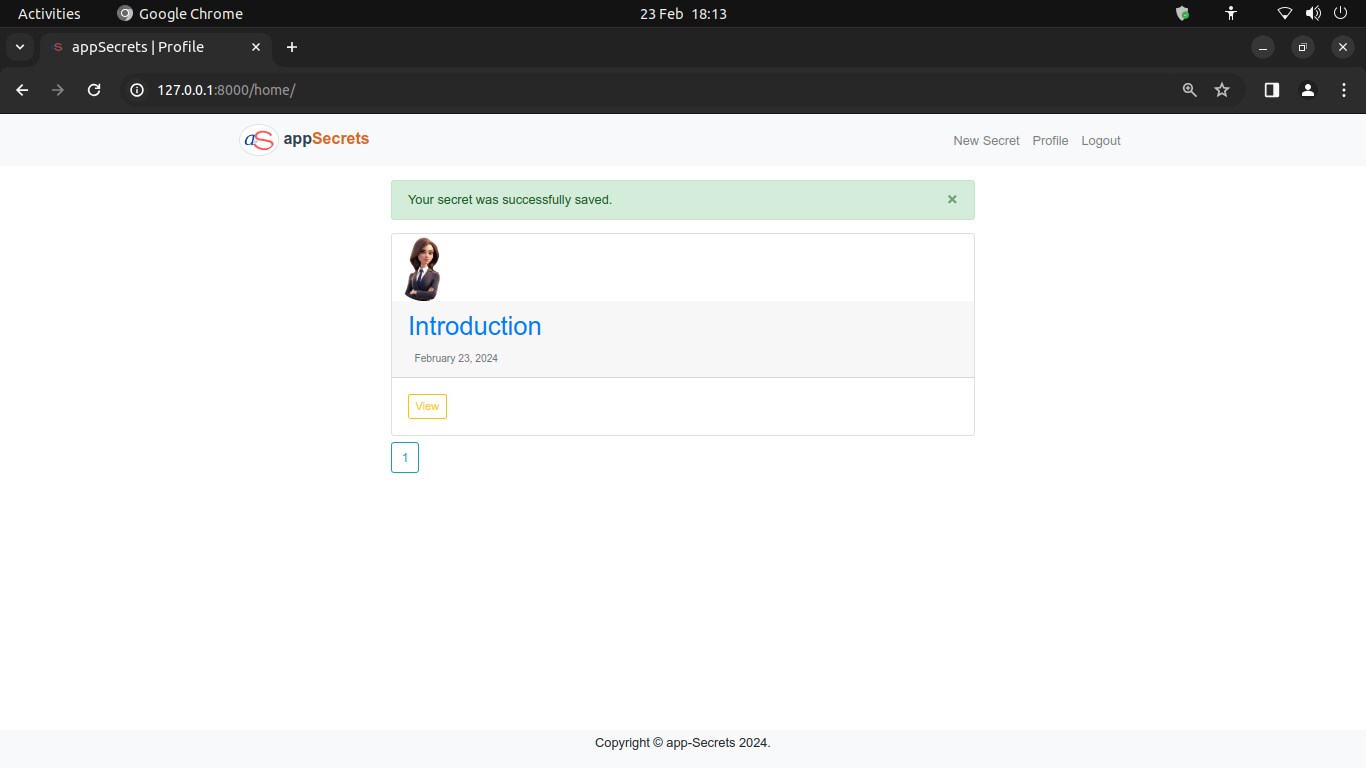 Activities Google Chrome 23 Feb 18:13
S appSecrets | Profile
127.0.0.1:8000/home/
aS appSecrets New Secret Profile Logout
Your secret was successfully saved. ×
Introduction
February 23, 2024
View
1
Copyright © app-Secrets 2024.